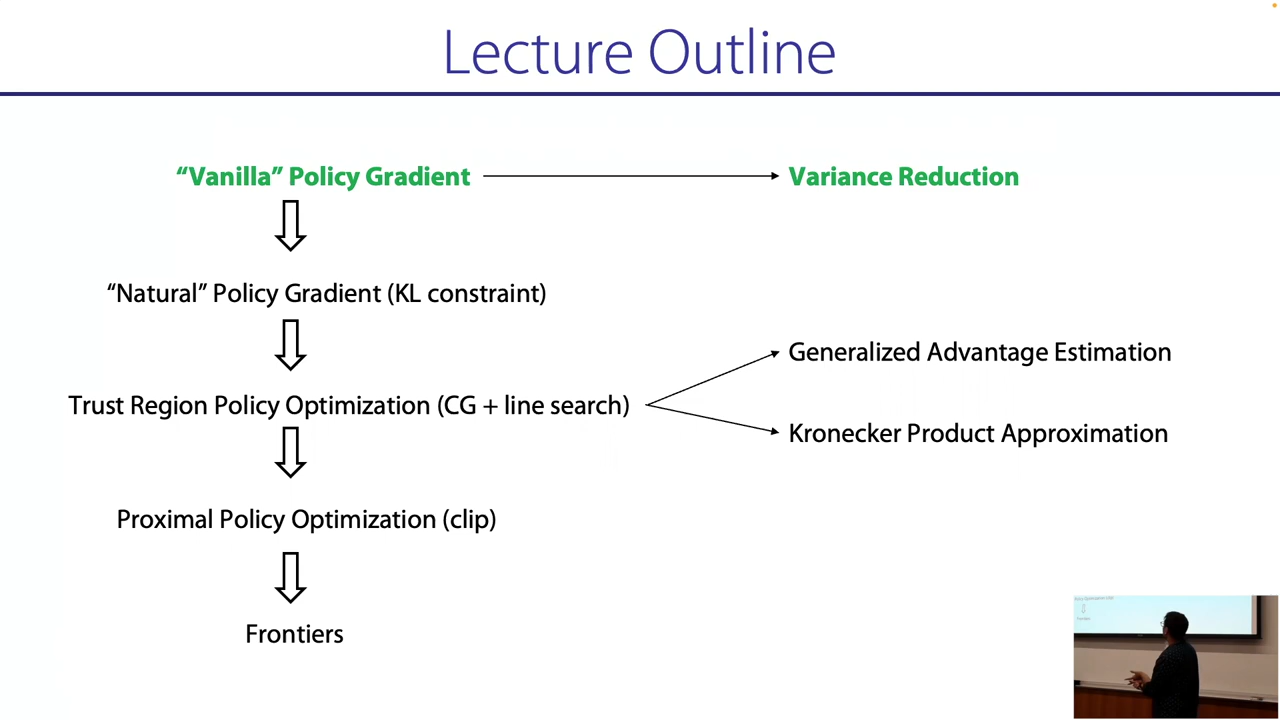 Lecture Outline
“Vanilla” Policy Gradient
Variance Reduction
“Natural” Policy Gradient (KL constraint)
Generalized Advantage Estimation
Trust Region Policy Optimization (CG + line search)
Kronecker Product Approximation
Proximal Policy Optimization (clip)
Frontiers